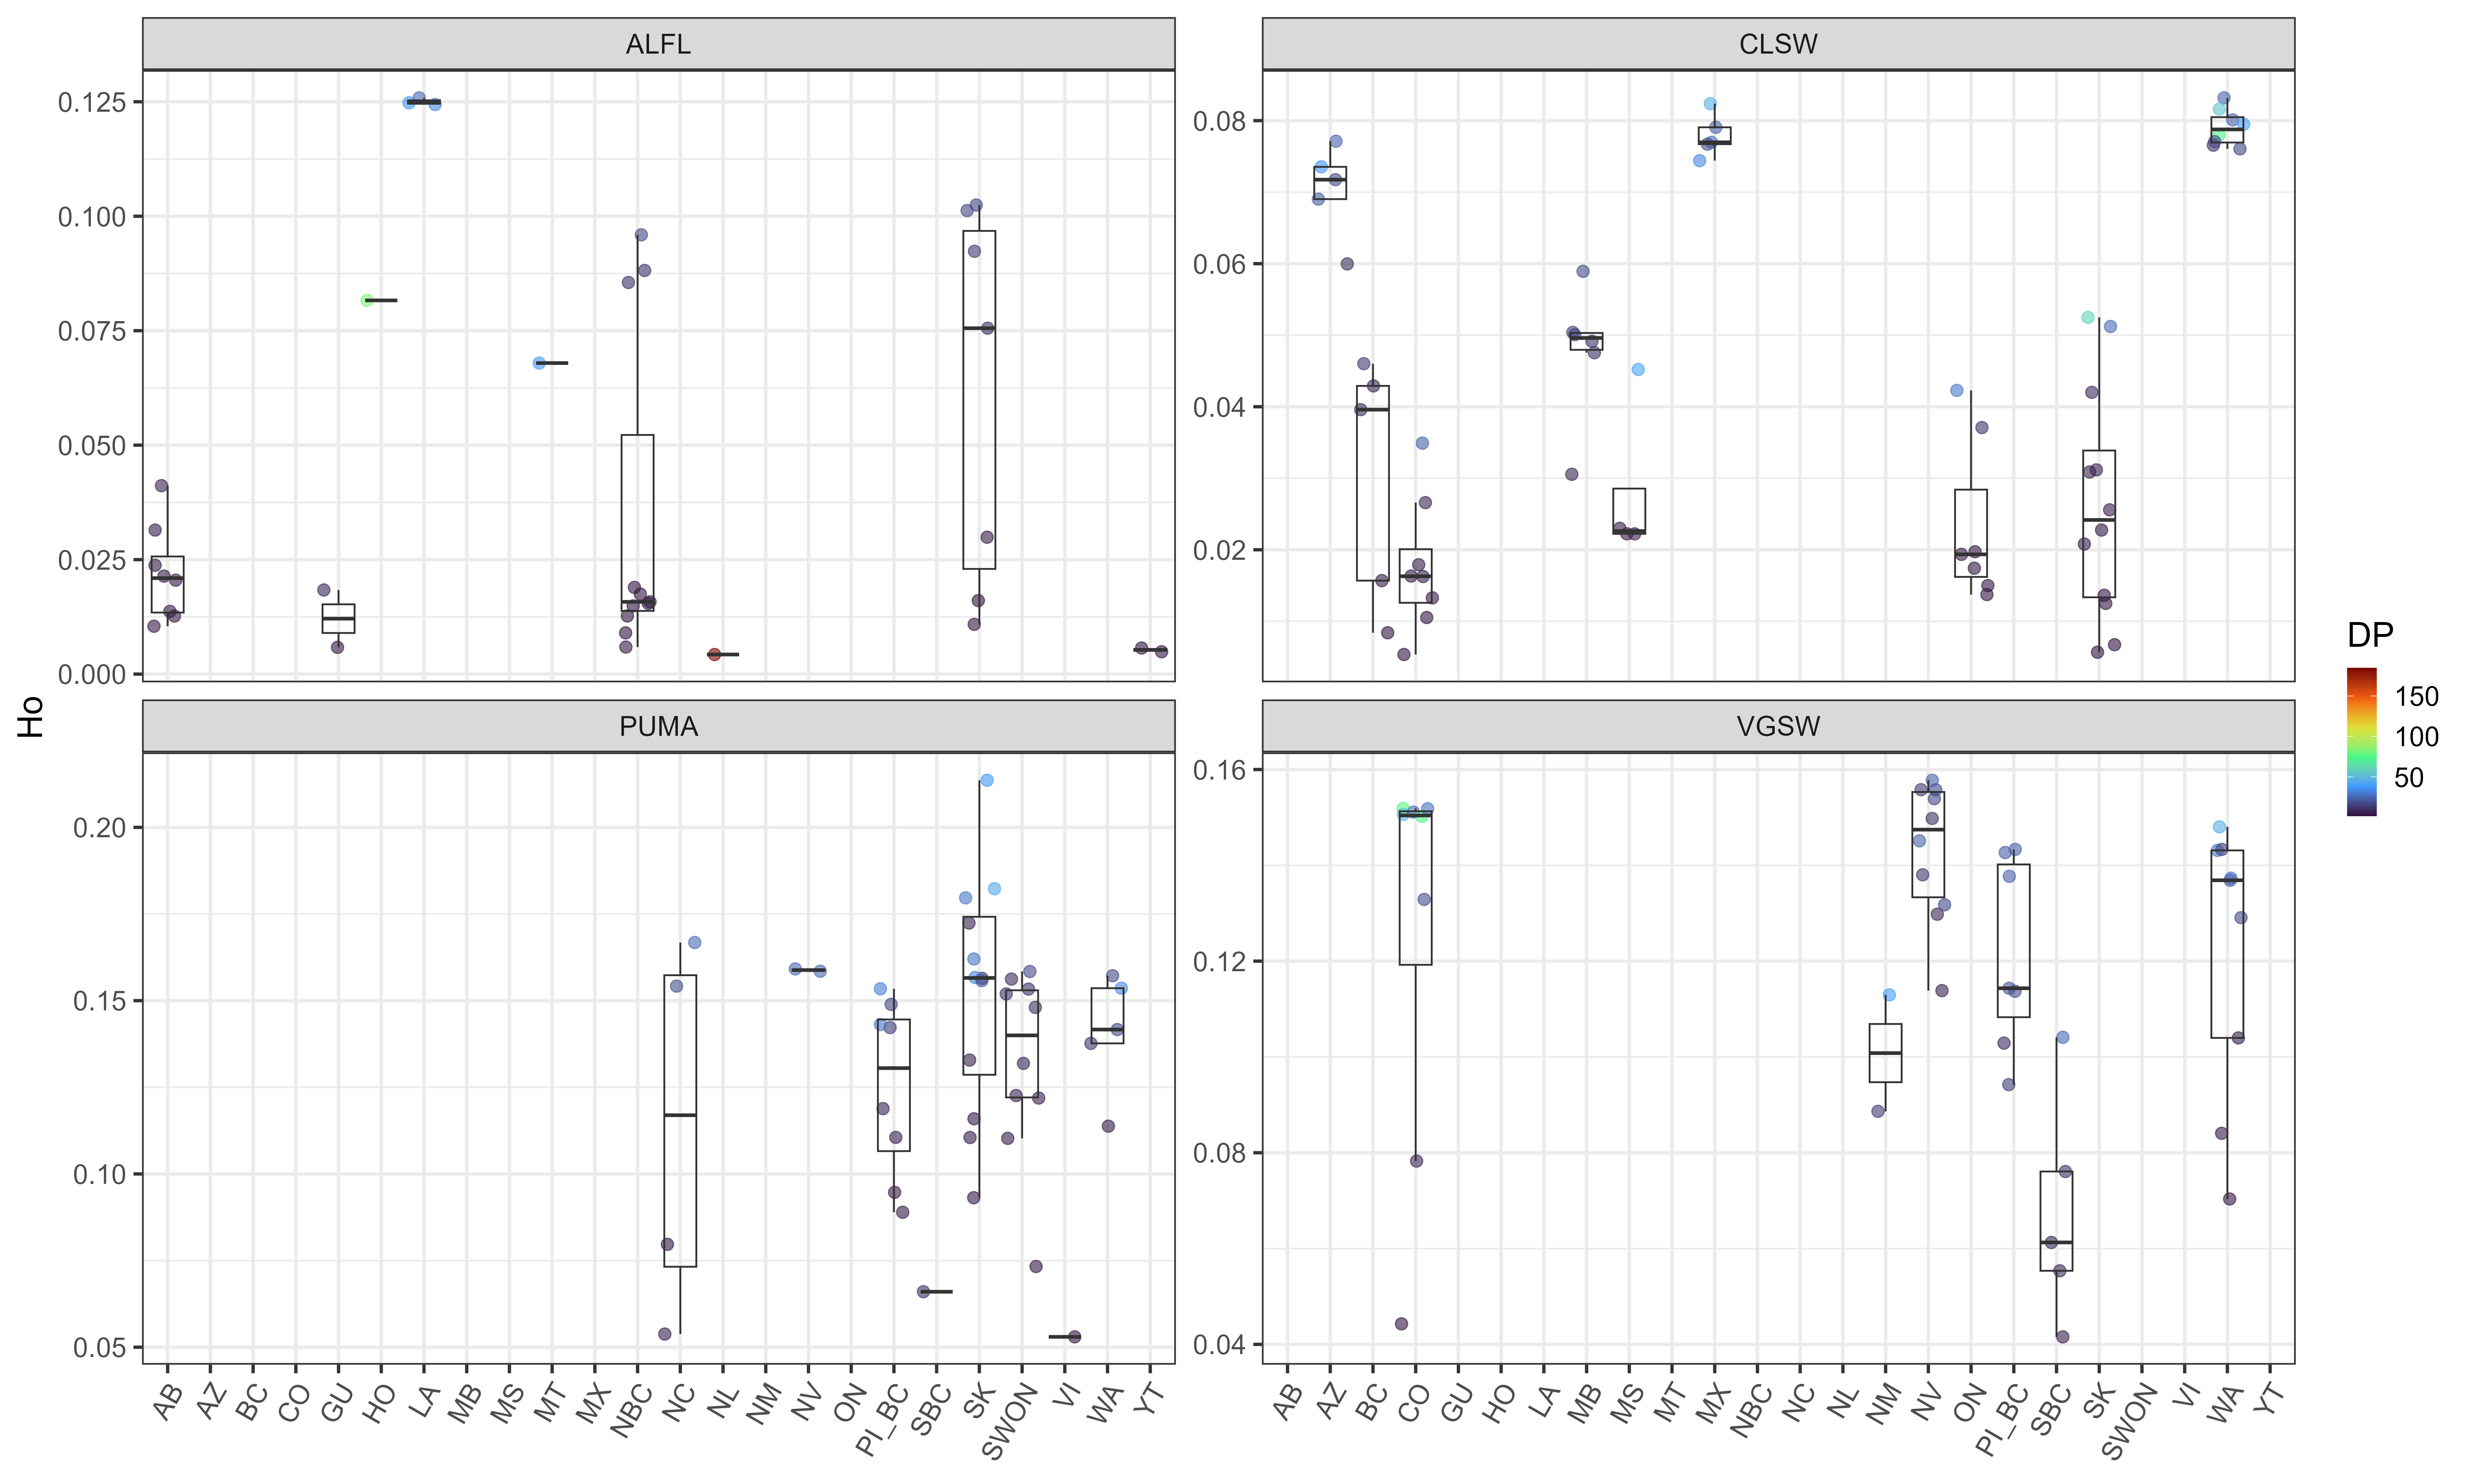 ALFL
CLSW
0.125
0.100
0.075
0.050
0.025
0.000
0.08
0.06
0.04
0.02
Ho
PUMA
VGSW
0.20
0.15
0.10
0.05
0.16
0.12
0.08
0.04
AB AZ BC CO GU HO LA MB MS MT MX NBC NC NL NM NV ON PI_BC SBC SK SWON VI WA YT
AB AZ BC CO GU HO LA MB MS MT MX NBC NC NL NM NV ON PI_BC SBC SK SWON VI WA YT
DP
150
100
50